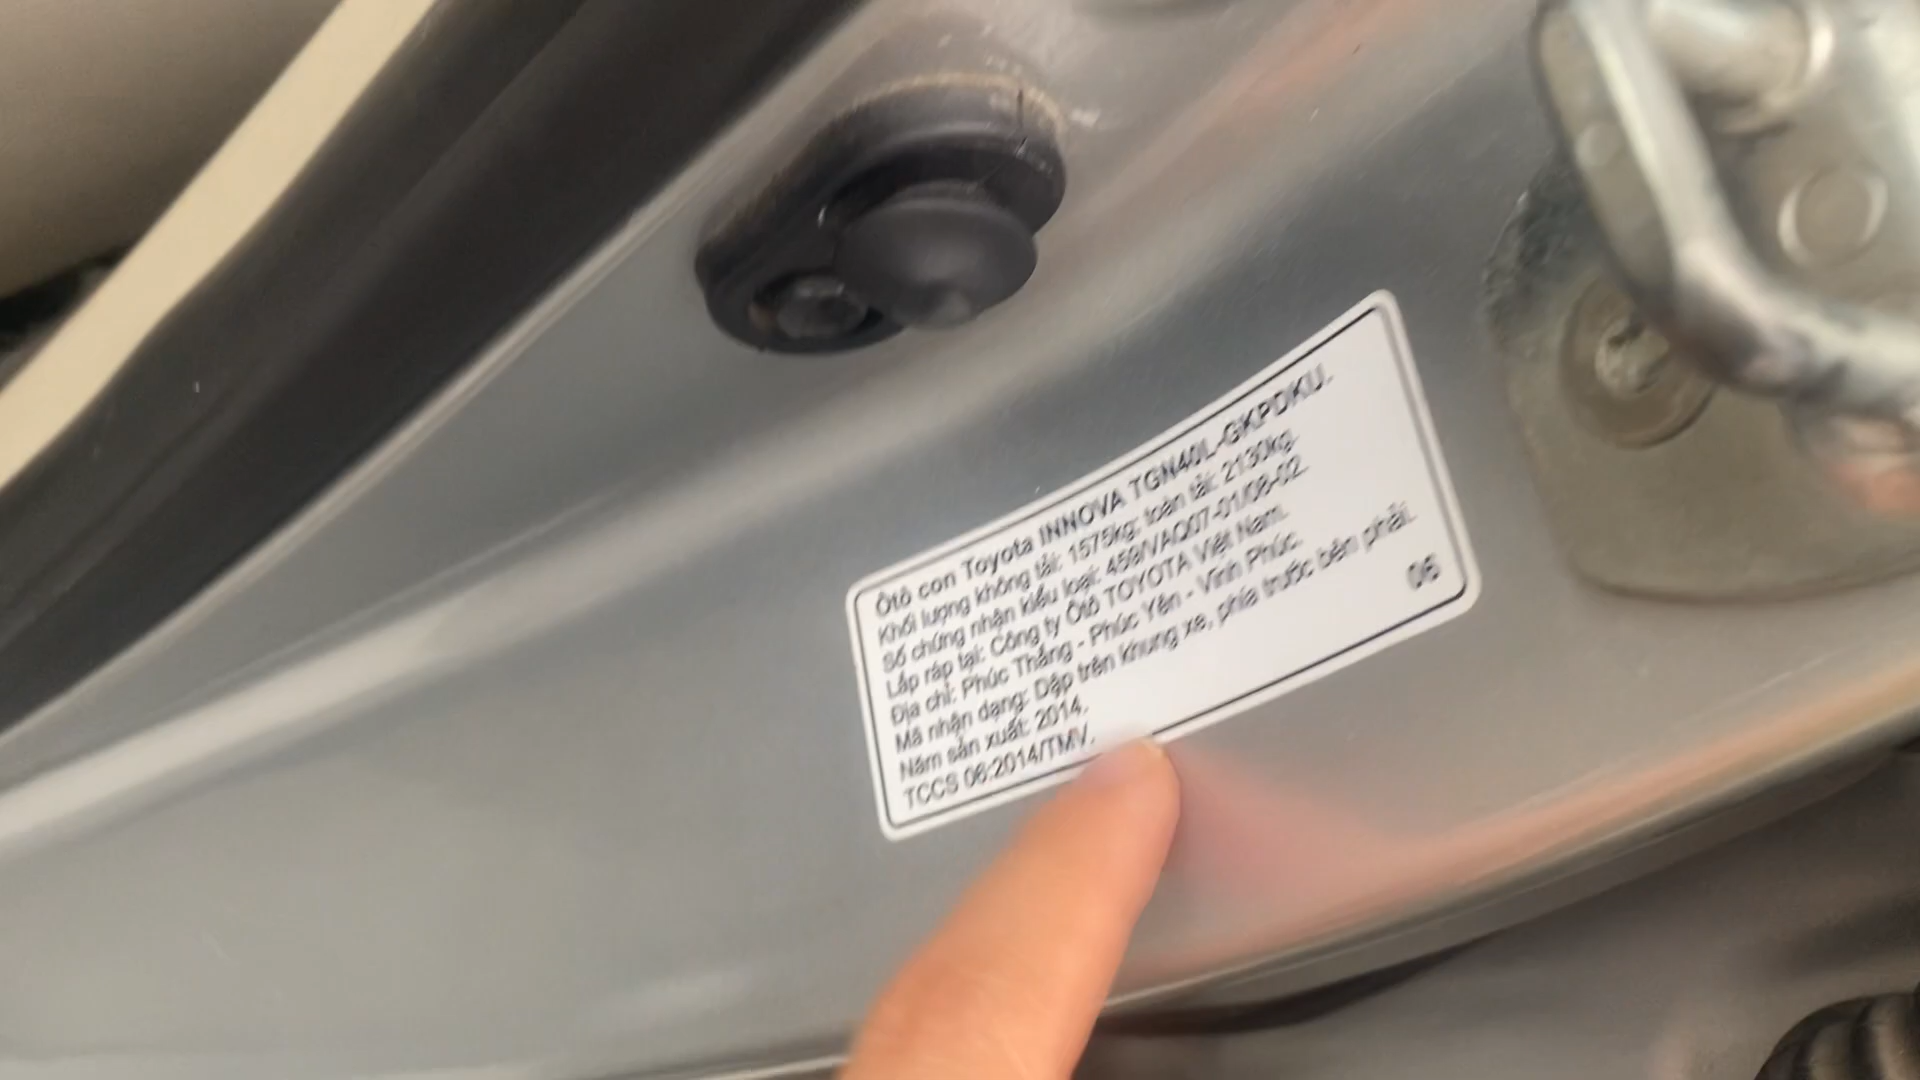 Ôtô con Toyota INNOVA TGN40L-GKPDKU.
Khối lượng không tải: 1575kg; toàn tải: 2130kg.
Số chứng nhận kiểu loại: 459/VAQ07-01/08-02.
Lắp ráp tại: Công ty Ôtô TOYOTA Việt Nam.
Địa chỉ: Phúc Thắng - Phúc Yên - Vĩnh Phúc.
Mã nhận dạng: Dập trên khung xe, phía trước bên phải.
Năm sản xuất: 2014.
TCCS 06:2014/TMV.
06